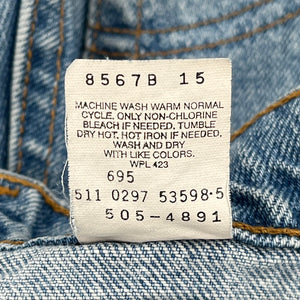 8567B 15
MACHINE WASH WARM NORMAL
CYCLE. ONLY NON-CHLORINE
BLEACH IF NEEDED. TUMBLE
DRY HOT. HOT IRON IF NEEDED.
WASH AND DRY
WITH LIKE COLORS.
WPL 423
695
511 0297 53598-5
505-4891